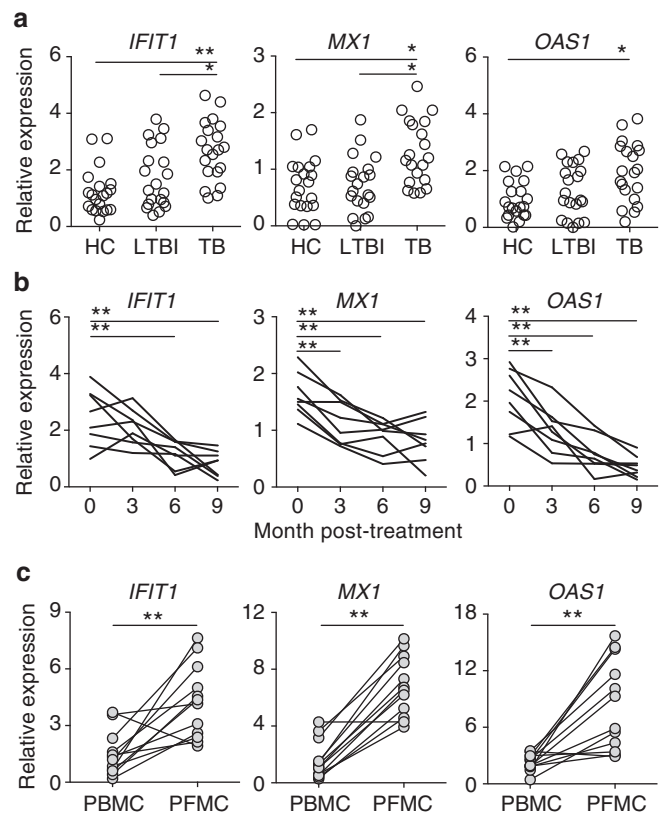 a
IFIT1 MX1 OAS1
** * *
* *
Relative expression
6 4 2 0
3 2 1 0
6 4 2 0
HC LTBI TB HC LTBI TB HC LTBI TB
b
IFIT1 MX1 OAS1
** ** **
** ** **
** **
Relative expression
6 4 2 0
3 2 1 0
4 3 2 1 0
0 3 6 9 0 3 6 9 0 3 6 9
Month post-treatment
c
IFIT1 MX1 OAS1
** ** **
Relative expression
9 6 3 0
12 8 4 0
18 12 6 0
PBMC PFMC PBMC PFMC PBMC PFMC